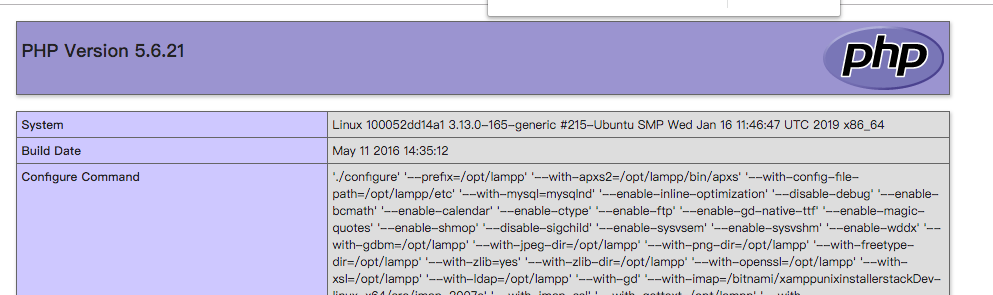 PHP Version 5.6.21
php
System
Linux 100052dd14a1 3.13.0-165-generic #215-Ubuntu SMP Wed Jan 16 11:46:47 UTC 2019 x86_64
Build Date
May 11 2016 14:35:12
Configure Command
'./configure' '--prefix=/opt/lampp' '--with-apxs2=/opt/lampp/bin/apxs' '--with-config-file-
path=/opt/lampp/etc' '--with-mysql=mysqlnd' '--enable-inline-optimization' '--disable-debug' '--enable-
bcmath' '--enable-calendar' '--enable-ctype' '--enable-ftp' '--enable-gd-native-ttf' '--enable-magic-
quotes' '--enable-shmop' '--disable-sigchild' '--enable-sysvsem' '--enable-sysvshm' '--enable-wddx' '--
with-gdbm=/opt/lampp' '--with-jpeg-dir=/opt/lampp' '--with-png-dir=/opt/lampp' '--with-freetype-
dir=/opt/lampp' '--with-zlib=yes' '--with-zlib-dir=/opt/lampp' '--with-openssl=/opt/lampp' '--with-
xsl=/opt/lampp' '--with-ldap=/opt/lampp' '--with-gd' '--with-imap=/bitnami/xamppunixinstallerstackDev-